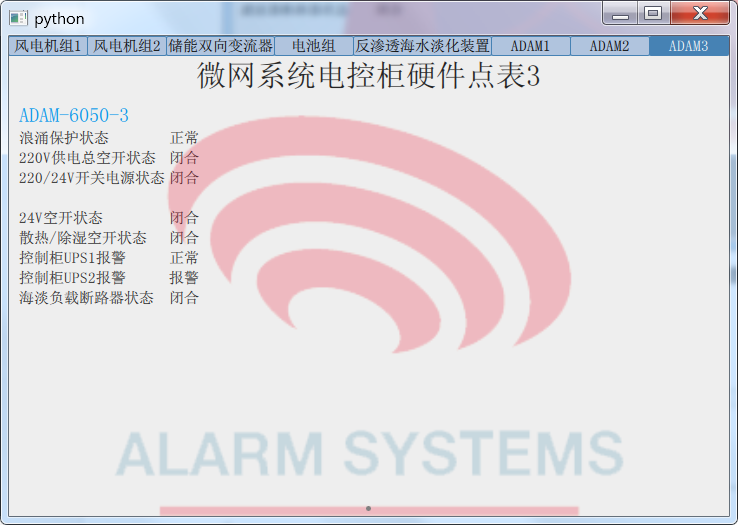 python
风电机组1 风电机组2 储能双向变流器 电池组 反渗透海水淡化装置 ADAM1 ADAM2 ADAM3
微网系统电控柜硬件点表3
ADAM-6050-3
浪涌保护状态 正常
220V供电总空开状态 闭合
220/24V开关电源状态 闭合
24V空开状态 闭合
散热/除湿空开状态 闭合
控制柜UPS1报警 正常
控制柜UPS2报警 报警
海淡负载断路器状态 闭合
ALARM SYSTEMS